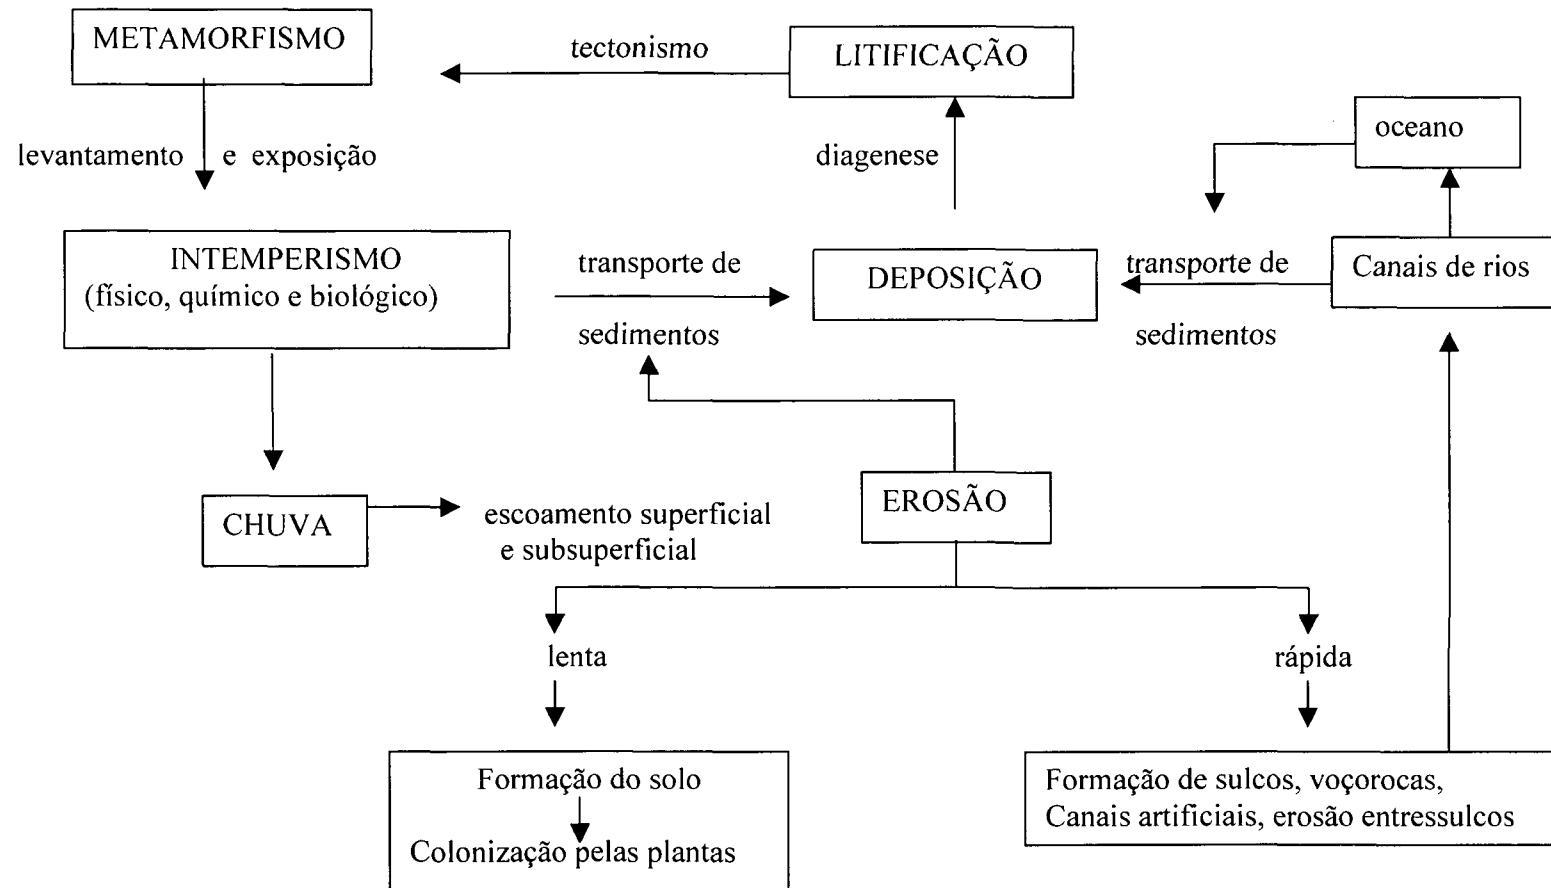 METAMORFISMO
tectonismo
LITIFICAÇÃO
oceano
levantamento e exposição
diagenese
INTEMPERISMO
(físico, químico e biológico)
transporte de
sedimentos
DEPOSIÇÃO
transporte de
sedimentos
Canais de rios
CHUVA
escoamento superficial
e subsuperficial
EROSÃO
lenta
rápida
Formação do solo
Colonização pelas plantas
Formação de sulcos, voçorocas,
Canais artificiais, erosão entressulcos